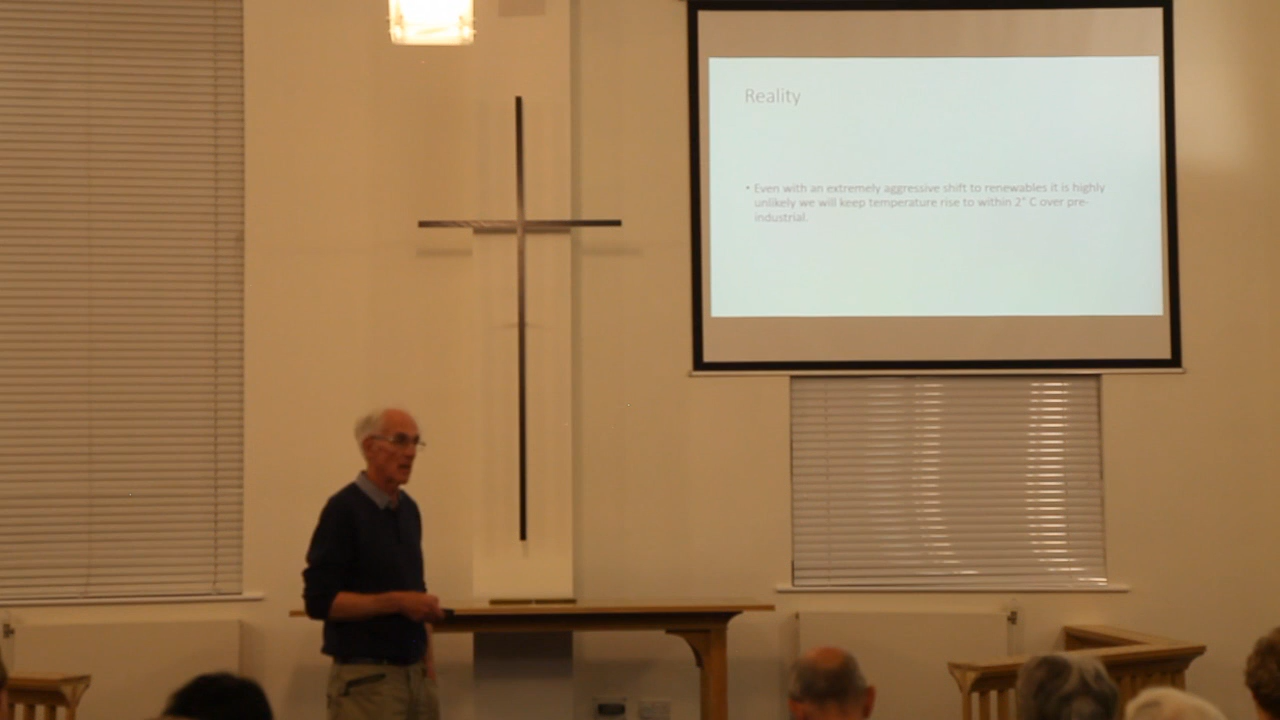 Reality
• Even with an extremely aggressive shift to renewables it is highly
unlikely we will keep temperature rise to within 2° C over pre-
industrial.